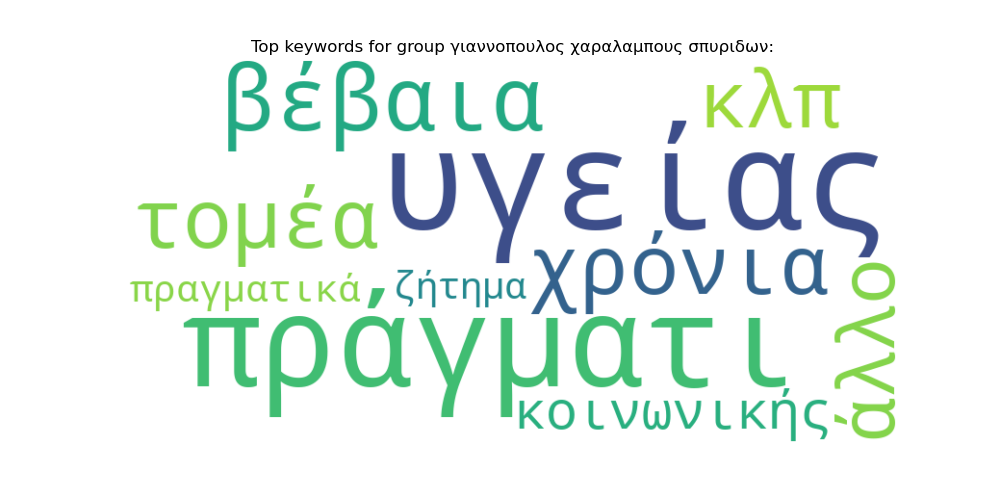 Top keywords for group γιαννοπουλος χαραλαμπους σπυριδων:
βέβαια
κλπ
υγείας
τομέα
χρόνια
πραγματικά
ζήτημα
άλλο
πράγματι
κοινωνικής